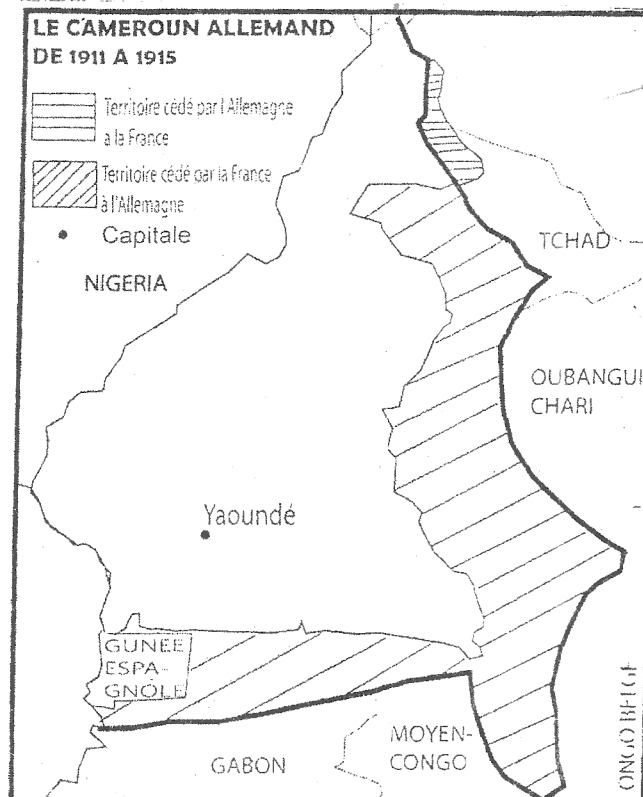 LE CAMEROUN ALLEMAND
DE 1911 A 1915
Territoire cédé par l'Allemagne
à la France
Territoire cédé par la France
à l'Allemagne
Capitale
NIGERIA
TCHAD
OUBANGUI
CHARI
Yaoundé
GUNEE
ESPA-
GNOLE
GABON
MOYEN-
CONGO
ONGO BELGE